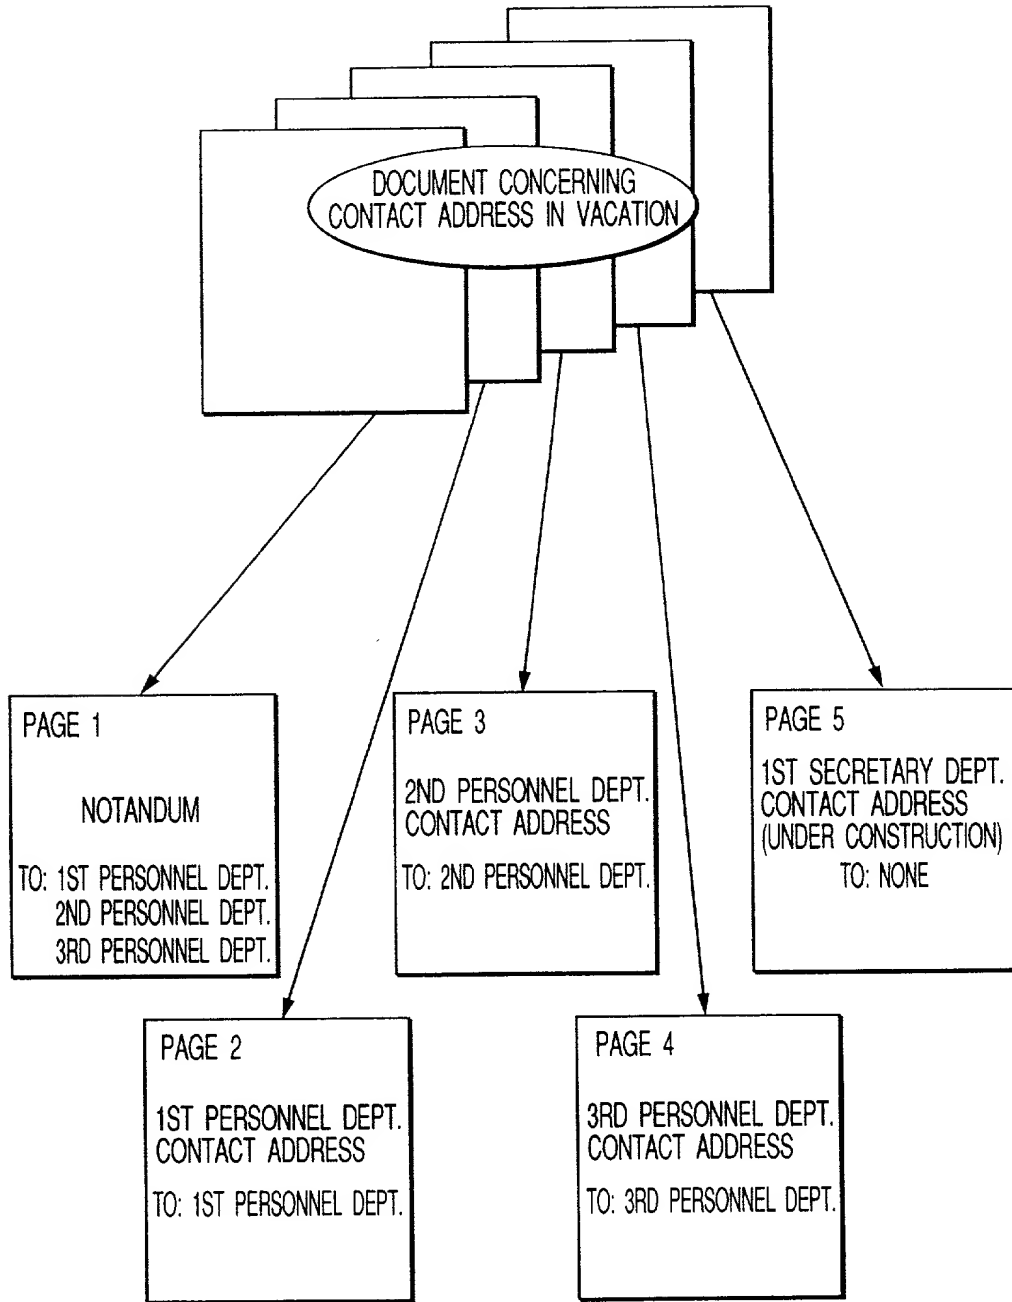 DOCUMENT CONCERNING
CONTACT ADDRESS IN VACATION
PAGE 1
NOTANDUM
TO: 1ST PERSONNEL DEPT.
2ND PERSONNEL DEPT.
3RD PERSONNEL DEPT.
PAGE 3
2ND PERSONNEL DEPT.
CONTACT ADDRESS
TO: 2ND PERSONNEL DEPT.
PAGE 5
1ST SECRETARY DEPT.
CONTACT ADDRESS
(UNDER CONSTRUCTION)
TO: NONE
PAGE 2
1ST PERSONNEL DEPT.
CONTACT ADDRESS
TO: 1ST PERSONNEL DEPT.
PAGE 4
3RD PERSONNEL DEPT.
CONTACT ADDRESS
TO: 3RD PERSONNEL DEPT.